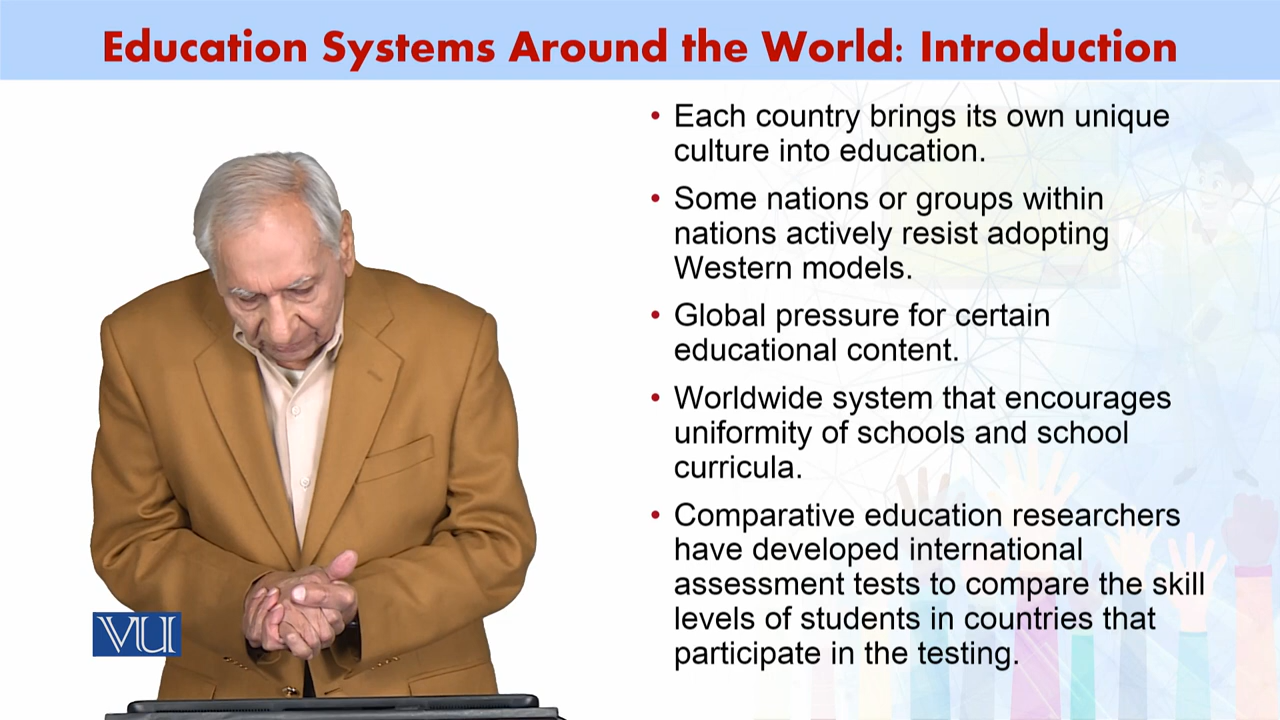 Education Systems Around the World: Introduction
• Each country brings its own unique
culture into education.
• Some nations or groups within
nations actively resist adopting
Western models.
• Global pressure for certain
educational content.
• Worldwide system that encourages
uniformity of schools and school
curricula.
• Comparative education researchers
have developed international
assessment tests to compare the skill
levels of students in countries that
participate in the testing.
VU